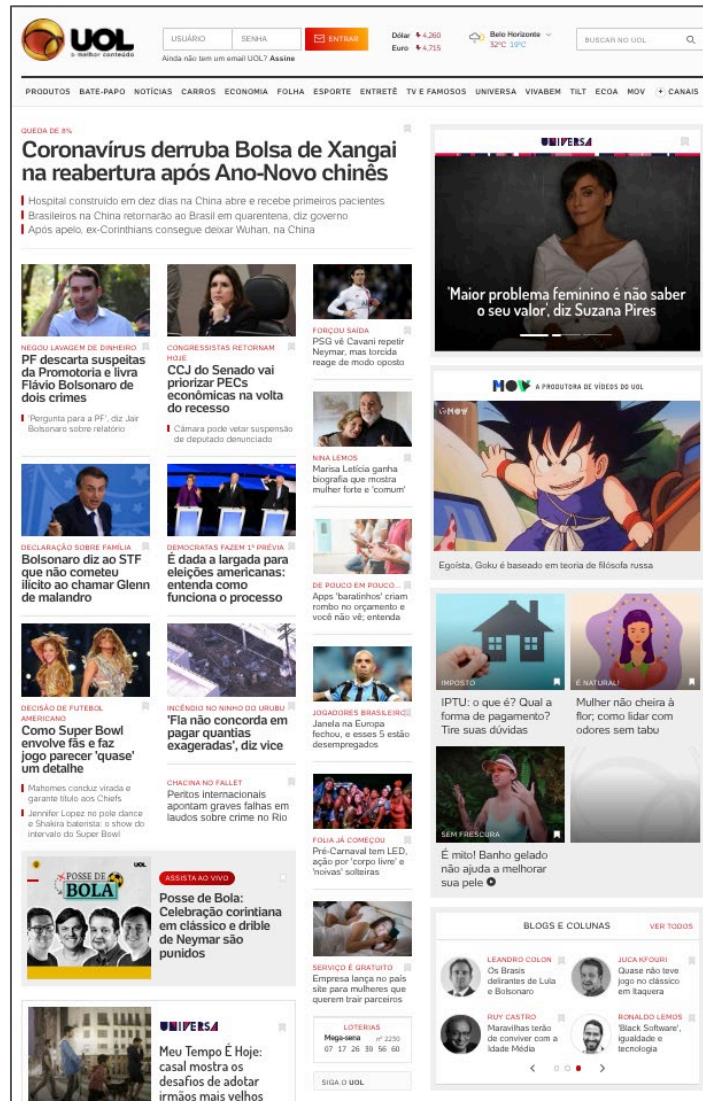 UOL
o melhor conteúdo
USUÁRIO
SENHA
ENTRAR
Ainda não tem um email UOL? Assine
Dólar 4,260
Euro 4,715
Belo Horizonte
32°C 19°C
BUSCAR NO UOL
PRODUTOS BATE-PAPO NOTÍCIAS CARROS ECONOMIA FOLHA ESPORTE ENTRETÊ TV E FAMOSOS UNIVERSA VIVABEM TILT ECOA MOV + CANAIS
QUEDA DE 8%
Coronavírus derruba Bolsa de Xangai
na reabertura após Ano-Novo chinês
Hospital construído em dez dias na China abre e recebe primeiros pacientes
Brasileiros na China retornarão ao Brasil em quarentena, diz governo
Após apelo, ex-Corinthians consegue deixar Wuhan, na China
NEGOU LAVAGEM DE DINHEIRO
PF descarta suspeitas
da Promotoria e livra
Flávio Bolsonaro de
dois crimes
'Pergunta para a PF', diz Jair
Bolsonaro sobre relatório
CONGRESSISTAS RETORNAM
HOJE
CCJ do Senado vai
priorizar PECs
econômicas na volta
do recesso
Câmara pode vetar suspensão
de deputado denunciado
FORÇOU SAÍDA
PSG vê Cavani repetir
Neymar, mas torcida
reage de modo oposto
NINA LEMOS
Marisa Letícia ganha
biografia que mostra
mulher forte e 'comum'
DECLARAÇÃO SOBRE FAMÍLIA
Bolsonaro diz ao STF
que não cometeu
ilícito ao chamar Glenn
de malandro
DEMOCRATAS FAZEM 1ª PRÉVIA
É dada a largada para
eleições americanas:
entenda como
funciona o processo
DE POUCO EM POUCO...
Apps 'baratinhos' criam
rombo no orçamento e
você não vê; entenda
DECISÃO DE FUTEBOL
AMERICANO
Como Super Bowl
envolve fãs e faz
jogo parecer 'quase'
um detalhe
Mahomes conduz virada e
garante título aos Chiefs
Jennifer Lopez no pole dance
e Shakira baterista: o show do
intervalo do Super Bowl
INCÊNDIO NO NINHO DO URUBU
'Fla não concorda em
pagar quantias
exageradas', diz vice
CHACINA NO FALLET
Peritos internacionais
apontam graves falhas em
laudos sobre crime no Rio
JOGADORES BRASILEIRO...
Janela na Europa
fechou, e esses 5 estão
desempregados
FOLIA JÁ COMEÇOU
Pré-Carnaval tem LED,
ação por 'corpo livre' e
'noivas' solteiras
UOL
POSSE DE
BOLA
ASSISTA AO VIVO
Posse de Bola:
Celebração corintiana
em clássico e drible
de Neymar são
punidos
SERVIÇO É GRATUITO
Empresa lança no país
site para mulheres que
querem trair parceiros
UNIVERSA
Meu Tempo É Hoje:
casal mostra os
desafios de adotar
irmãos mais velhos
LOTERIAS
Mega-sena nº 2230
07 17 26 39 56 60
SIGA O UOL
UNIVERSA
'Maior problema feminino é não saber
o seu valor', diz Suzana Pires
MOV A PRODUTORA DE VÍDEOS DO UOL
MOV
Egoísta, Goku é baseado em teoria de filósofa russa
IMPOSTO
IPTU: o que é? Qual a
forma de pagamento?
Tire suas dúvidas
É NATURAL!
Mulher não cheira à
flor; como lidar com
odores sem tabu
SEM FRESCURA
É mito! Banho gelado
não ajuda a melhorar
sua pele
BLOGS E COLUNAS
VER TODOS
LEANDRO COLON
Os Brasis
delirantes de Lula
e Bolsonaro
JUCA KFOURI
Quase não teve
jogo no clássico
em Itaquera
RUY CASTRO
Maravilhas terão
de conviver com a
Idade Média
RONALDO LEMOS
'Black Software',
igualdade e
tecnologia